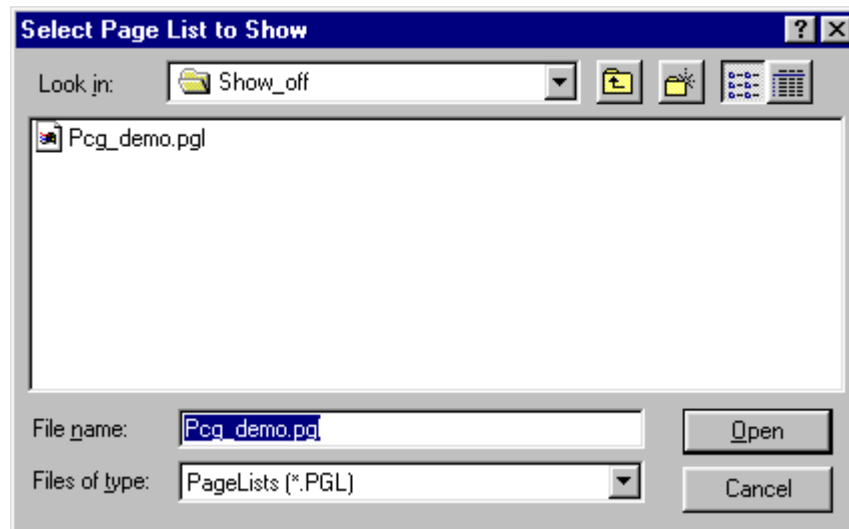 Select Page List to Show
Look in: Show_off
Pcg_demo.pgl
File name: Pcg_demo.pgl Open
Files of type: PageLists (*.PGL) Cancel